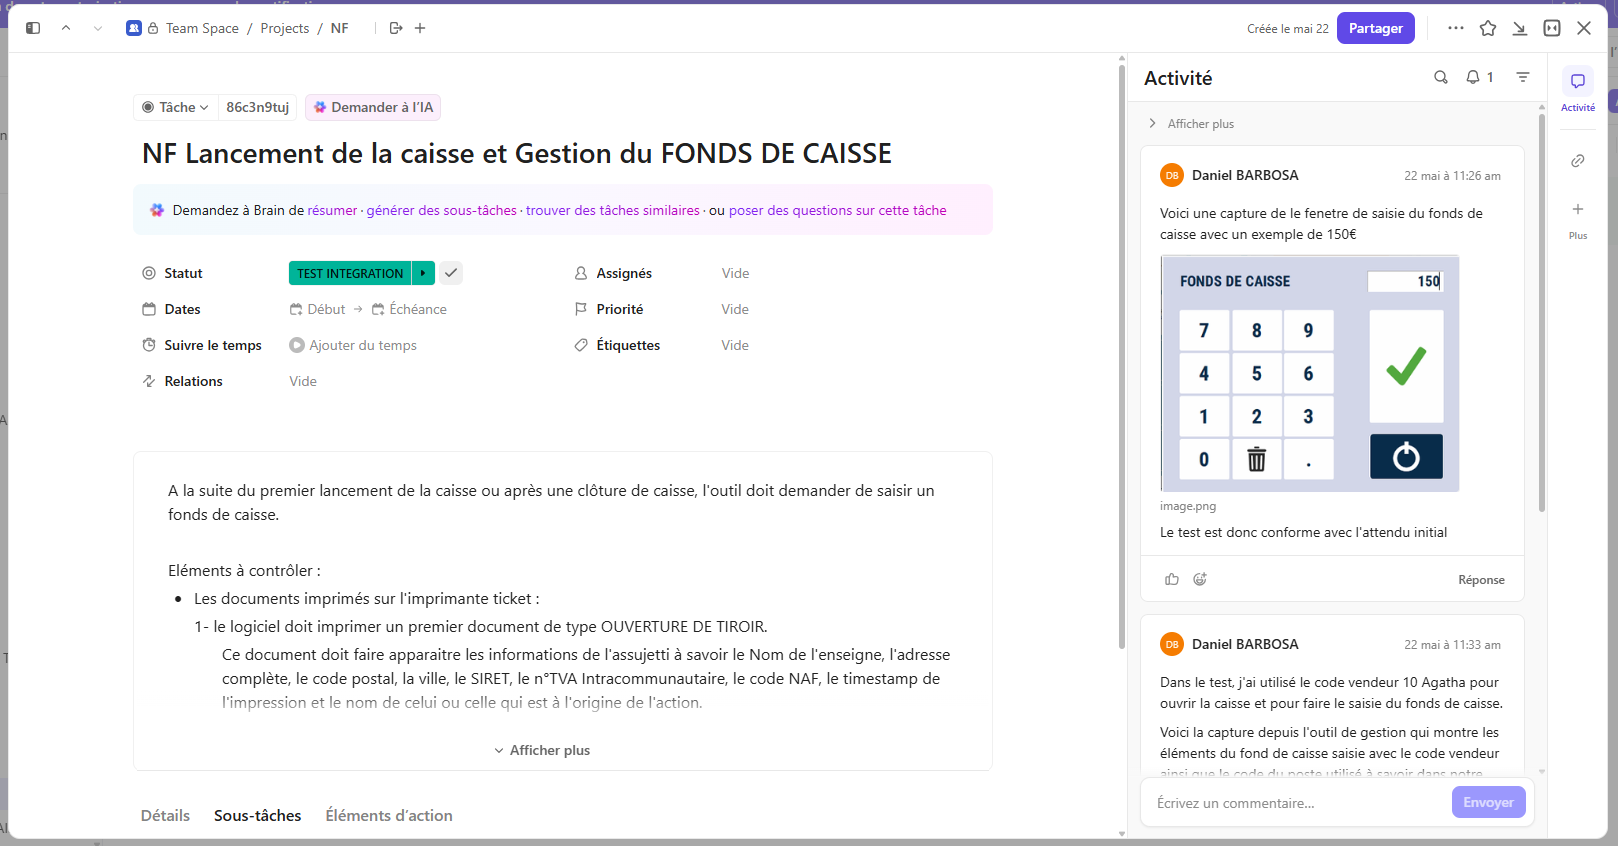 Team Space / Projects / NF
Créée le mai 22
Partager
Tâche
86c3n9tuj
Demander à l'IA
NF Lancement de la caisse et Gestion du FONDS DE CAISSE
Demandez à Brain de résumer · générer des sous-tâches · trouver des tâches similaires · ou poser des questions sur cette tâche
Statut
TEST INTEGRATION
Assignés
Vide
Dates
Début
Échéance
Priorité
Vide
Suivre le temps
Ajouter du temps
Étiquettes
Vide
Relations
Vide
A la suite du premier lancement de la caisse ou après une clôture de caisse, l'outil doit demander de saisir un
fonds de caisse.
Eléments à contrôler :
Les documents imprimés sur l'imprimante ticket :
1- le logiciel doit imprimer un premier document de type OUVERTURE DE TIROIR.
Ce document doit faire apparaitre les informations de l'assujetti à savoir le Nom de l'enseigne, l'adresse
complète, le code postal, la ville, le SIRET, le n°TVA Intracommunautaire, le code NAF, le timestamp de
l'impression et le nom de celui ou celle qui est à l'origine de l'action.
Afficher plus
Détails
Sous-tâches
Éléments d'action
Activité
1
Afficher plus
DB
Daniel BARBOSA
22 mai à 11:26 am
Voici une capture de le fenetre de saisie du fonds de
caisse avec un exemple de 150€
FONDS DE CAISSE
150
7 8 9
4 5 6
1 2 3
0 .
image.png
Le test est donc conforme avec l'attendu initial
Réponse
DB
Daniel BARBOSA
22 mai à 11:33 am
Dans le test, j'ai utilisé le code vendeur 10 Agatha pour
ouvrir la caisse et pour faire le saisie du fonds de caisse.
Voici la capture depuis l'outil de gestion qui montre les
éléments du fond de caisse saisie avec le code vendeur
ainsi que le code du poste utilisé à savoir dans notre
Écrivez un commentaire...
Envoyer
Activité
Plus